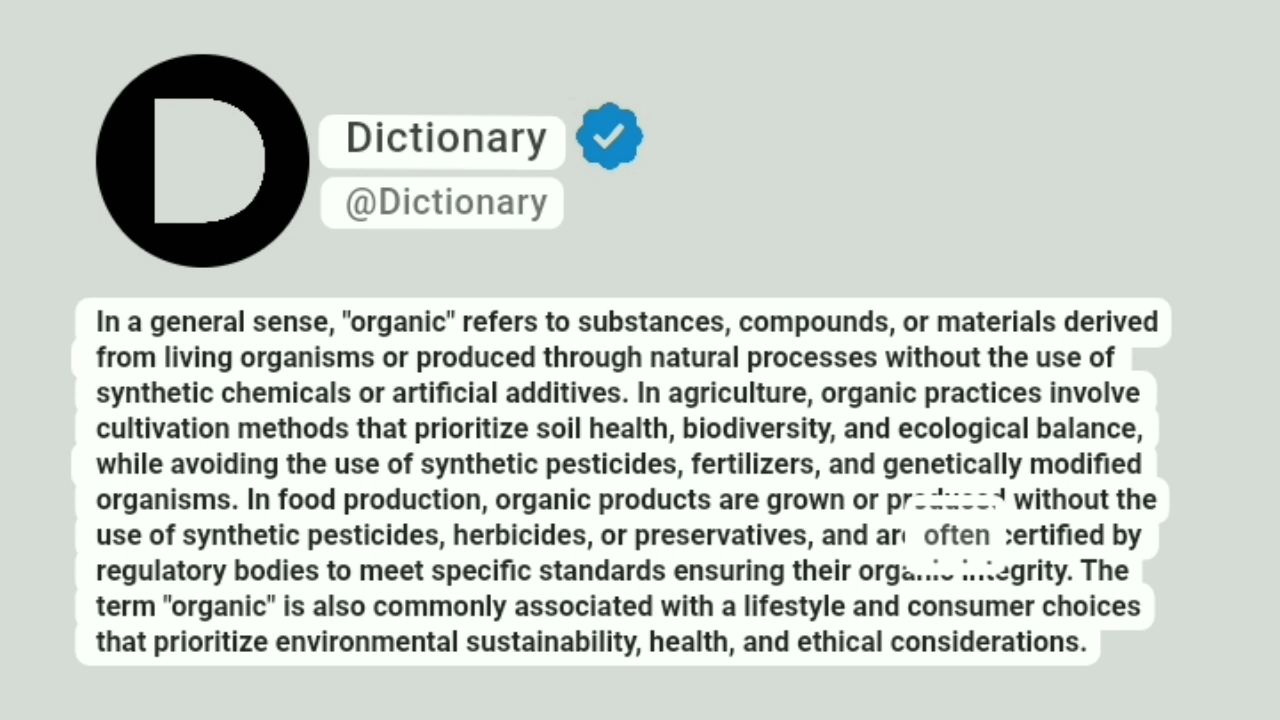 D
Dictionary
@Dictionary
In a general sense, "organic" refers to substances, compounds, or materials derived
from living organisms or produced through natural processes without the use of
synthetic chemicals or artificial additives. In agriculture, organic practices involve
cultivation methods that prioritize soil health, biodiversity, and ecological balance,
while avoiding the use of synthetic pesticides, fertilizers, and genetically modified
organisms. In food production, organic products are grown or produced without the
use of synthetic pesticides, herbicides, or preservatives, and are often certified by
regulatory bodies to meet specific standards ensuring their organic integrity. The
term "organic" is also commonly associated with a lifestyle and consumer choices
that prioritize environmental sustainability, health, and ethical considerations.